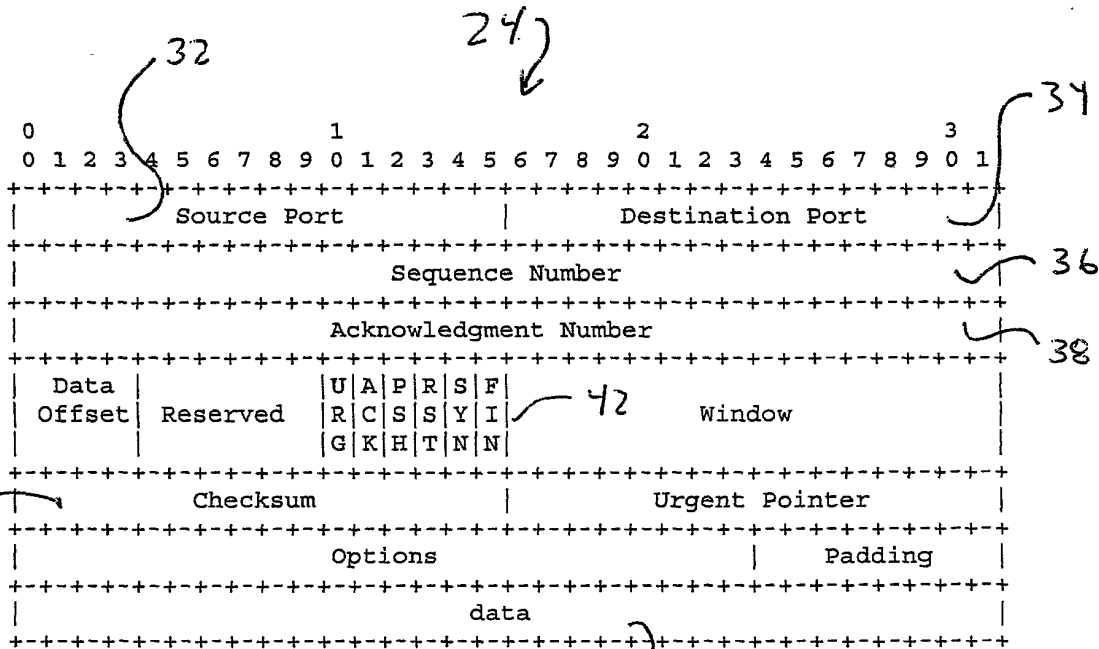 24
32
34
0 1 2 3
0 1 2 3 4 5 6 7 8 9 0 1 2 3 4 5 6 7 8 9 0 1 2 3 4 5 6 7 8 9 0 1
+-+-+-+-+-+-+-+-+-+-+-+-+-+-+-+-+-+-+-+-+-+-+-+-+-+-+-+-+-+-+-+-+
| Source Port | Destination Port |
+-+-+-+-+-+-+-+-+-+-+-+-+-+-+-+-+-+-+-+-+-+-+-+-+-+-+-+-+-+-+-+-+
| Sequence Number | 36
+-+-+-+-+-+-+-+-+-+-+-+-+-+-+-+-+-+-+-+-+-+-+-+-+-+-+-+-+-+-+-+-+
| Acknowledgment Number |
38
+-+-+-+-+-+-+-+-+-+-+-+-+-+-+-+-+-+-+-+-+-+-+-+-+-+-+-+-+-+-+-+-+
| Data | |U|A|P|R|S|F| |
| Offset| Reserved |R|C|S|S|Y|I| 42 Window |
| | |G|K|H|T|N|N| |
+-+-+-+-+-+-+-+-+-+-+-+-+-+-+-+-+-+-+-+-+-+-+-+-+-+-+-+-+-+-+-+-+
| Checksum | Urgent Pointer |
+-+-+-+-+-+-+-+-+-+-+-+-+-+-+-+-+-+-+-+-+-+-+-+-+-+-+-+-+-+-+-+-+
| Options | Padding |
+-+-+-+-+-+-+-+-+-+-+-+-+-+-+-+-+-+-+-+-+-+-+-+-+-+-+-+-+-+-+-+-+
| data |
+-+-+-+-+-+-+-+-+-+-+-+-+-+-+-+-+-+-+-+-+-+-+-+-+-+-+-+-+-+-+-+-+